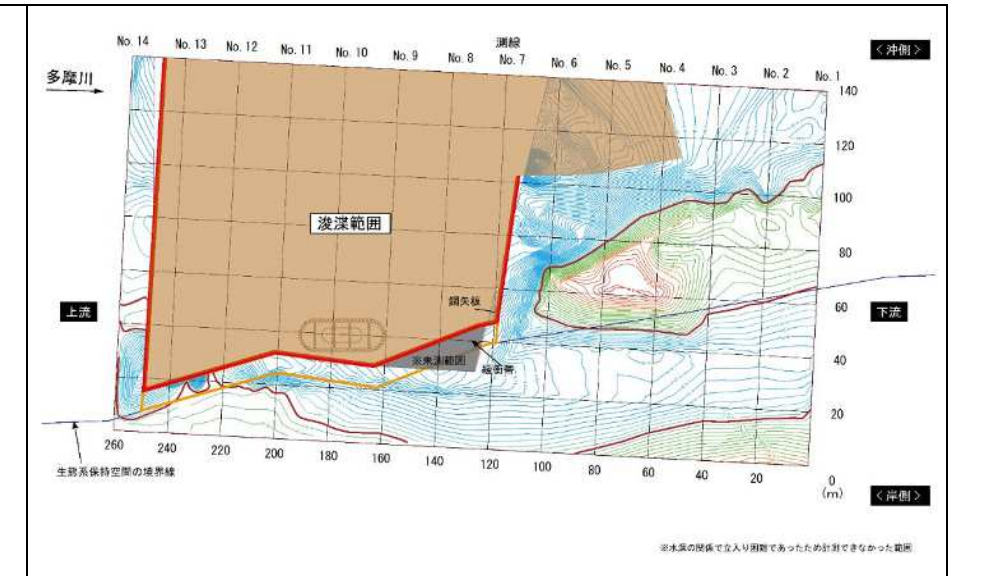 測線
No. 14 No. 13 No. 12 No. 11 No. 10 No. 9 No. 8 No. 7 No. 6 No. 5 No. 4 No. 3 No. 2 No. 1
<沖側>
多摩川
140
120
100
80
60
40
20
0
(m)
浚渫範囲
鋼矢板
上流
下流
※未測範囲
緩衝帯
260 240 220 200 180 160 140 120 100 80 60 40 20
生態系保持空間の境界線
<岸側>
※水深の関係で立入り困難であったため計測できなかった範囲